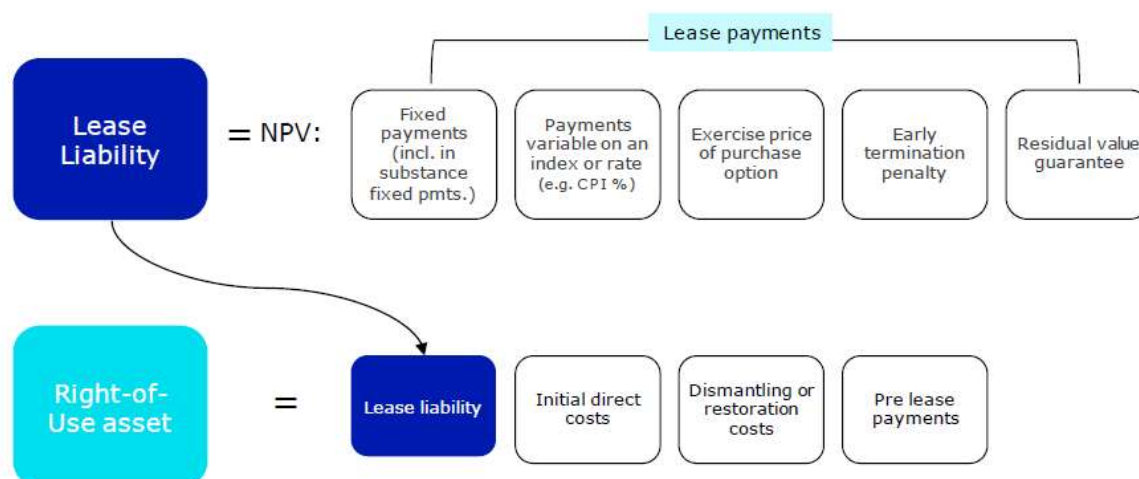 Lease payments
Lease
Liability
= NPV:
Fixed
payments
(incl. in
substance
fixed pmts.)
Payments
variable on an
index or rate
(e.g. CPI %)
Exercise price
of purchase
option
Early
termination
penalty
Residual value
guarantee
Right-of-
Use asset
=
Lease liability
Initial direct
costs
Dismantling or
restoration
costs
Pre lease
payments